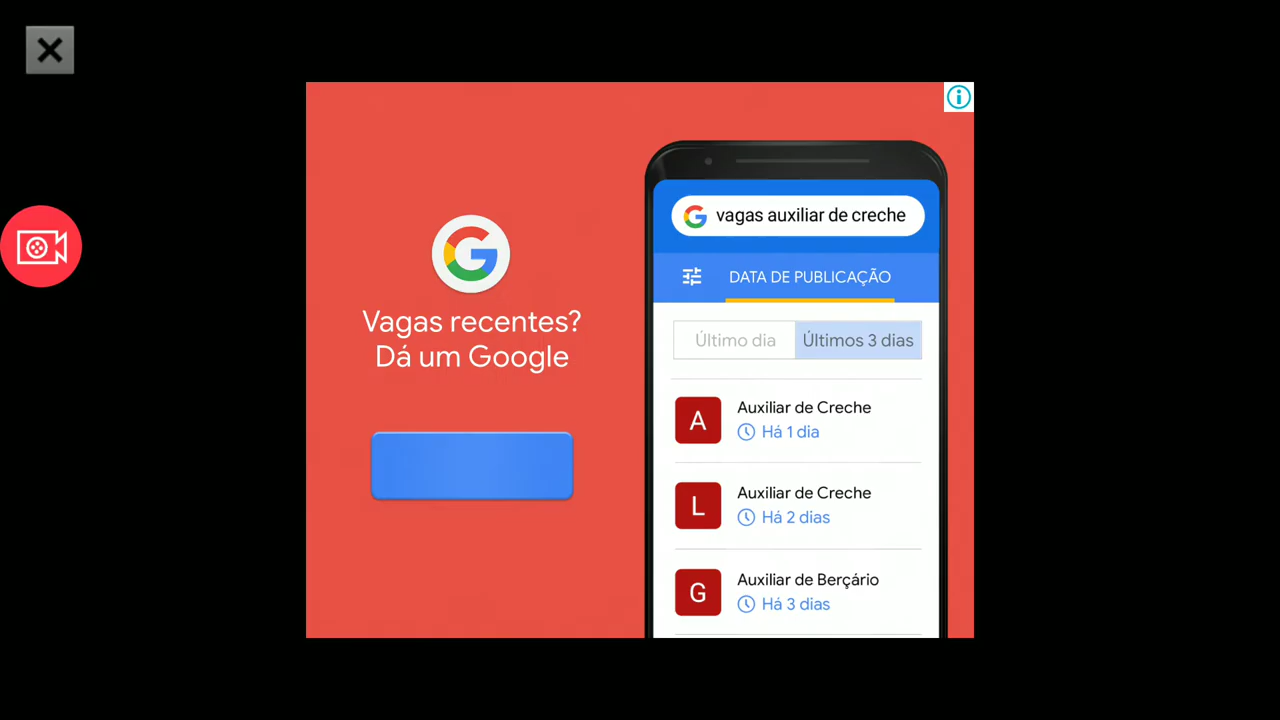 Vagas recentes?
Dá um Google
vagas auxiliar de creche
DATA DE PUBLICAÇÃO
Último dia
Últimos 3 dias
A
Auxiliar de Creche
Há 1 dia
L
Auxiliar de Creche
Há 2 dias
G
Auxiliar de Berçário
Há 3 dias